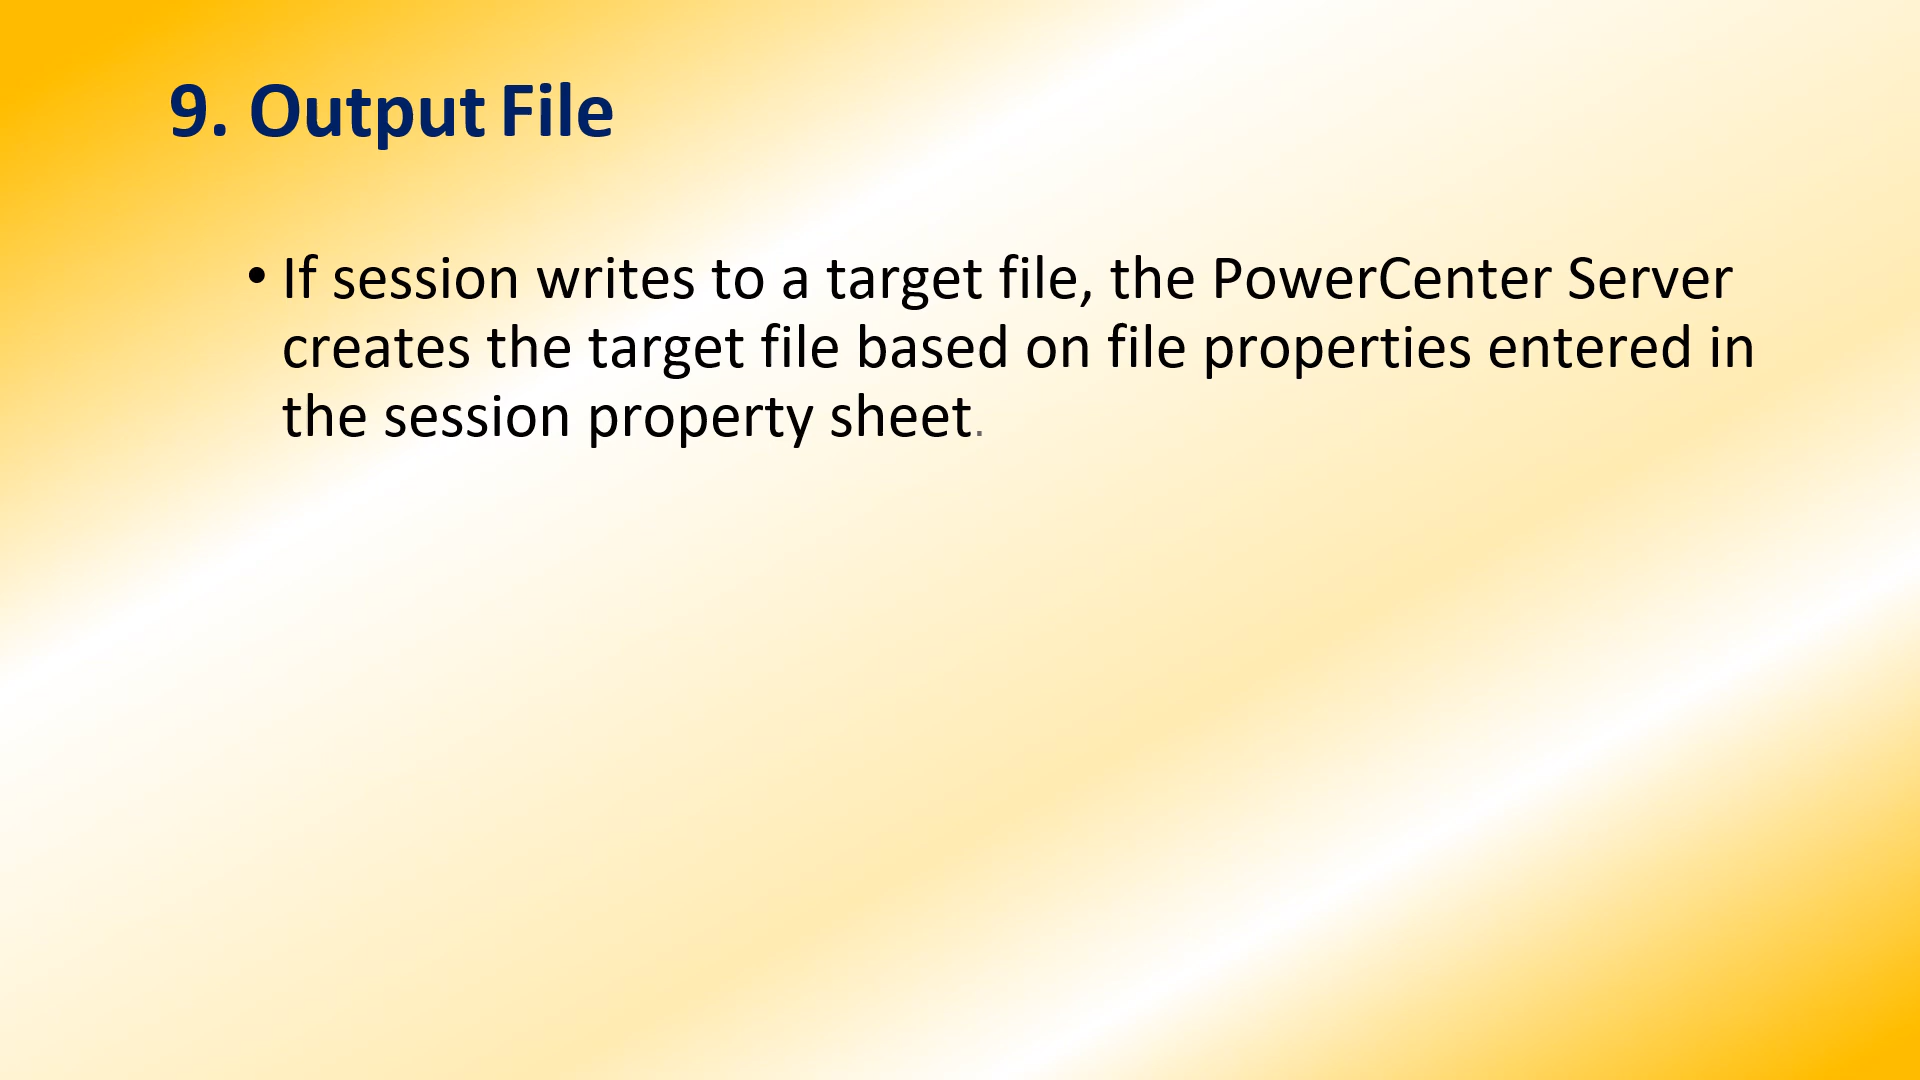 9. Output File
• If session writes to a target file, the PowerCenter Server
creates the target file based on file properties entered in
the session property sheet.